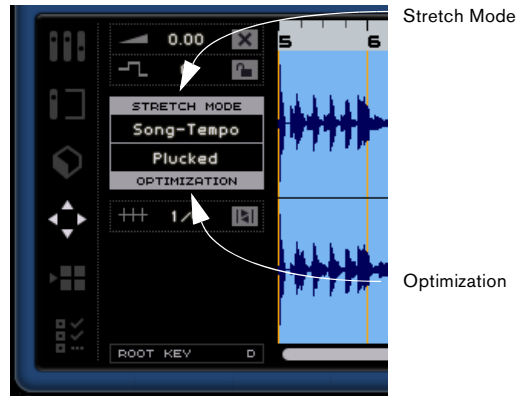 Stretch Mode
0.00
5 6
STRETCH MODE
Song-Tempo
Plucked
OPTIMIZATION
1/
Optimization
ROOT KEY D